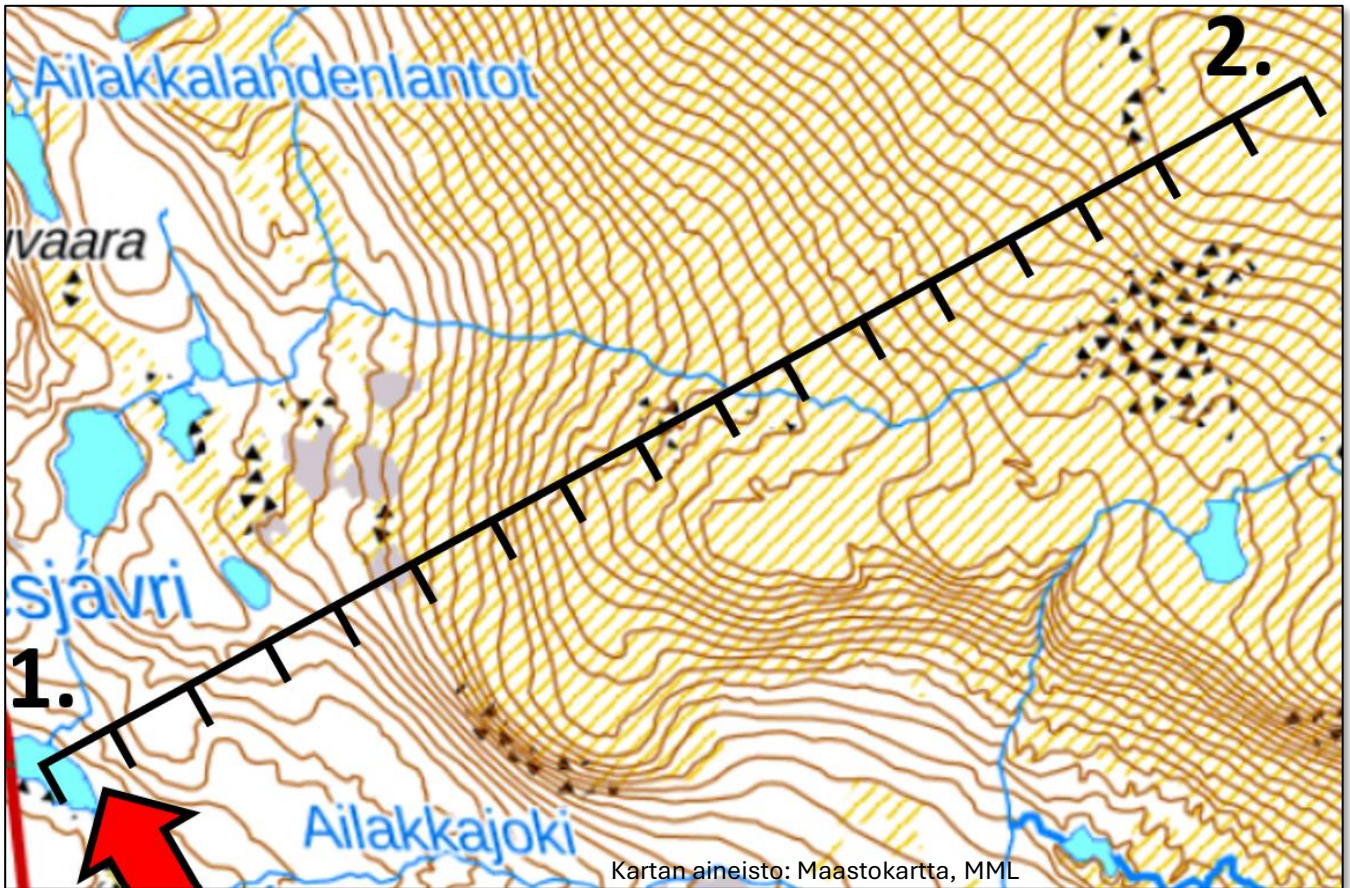 2.
Ailakkalahdenlantot
vaara
sjávri
1.
Ailakkajoki
Kartan aineisto: Maastokartta, MML